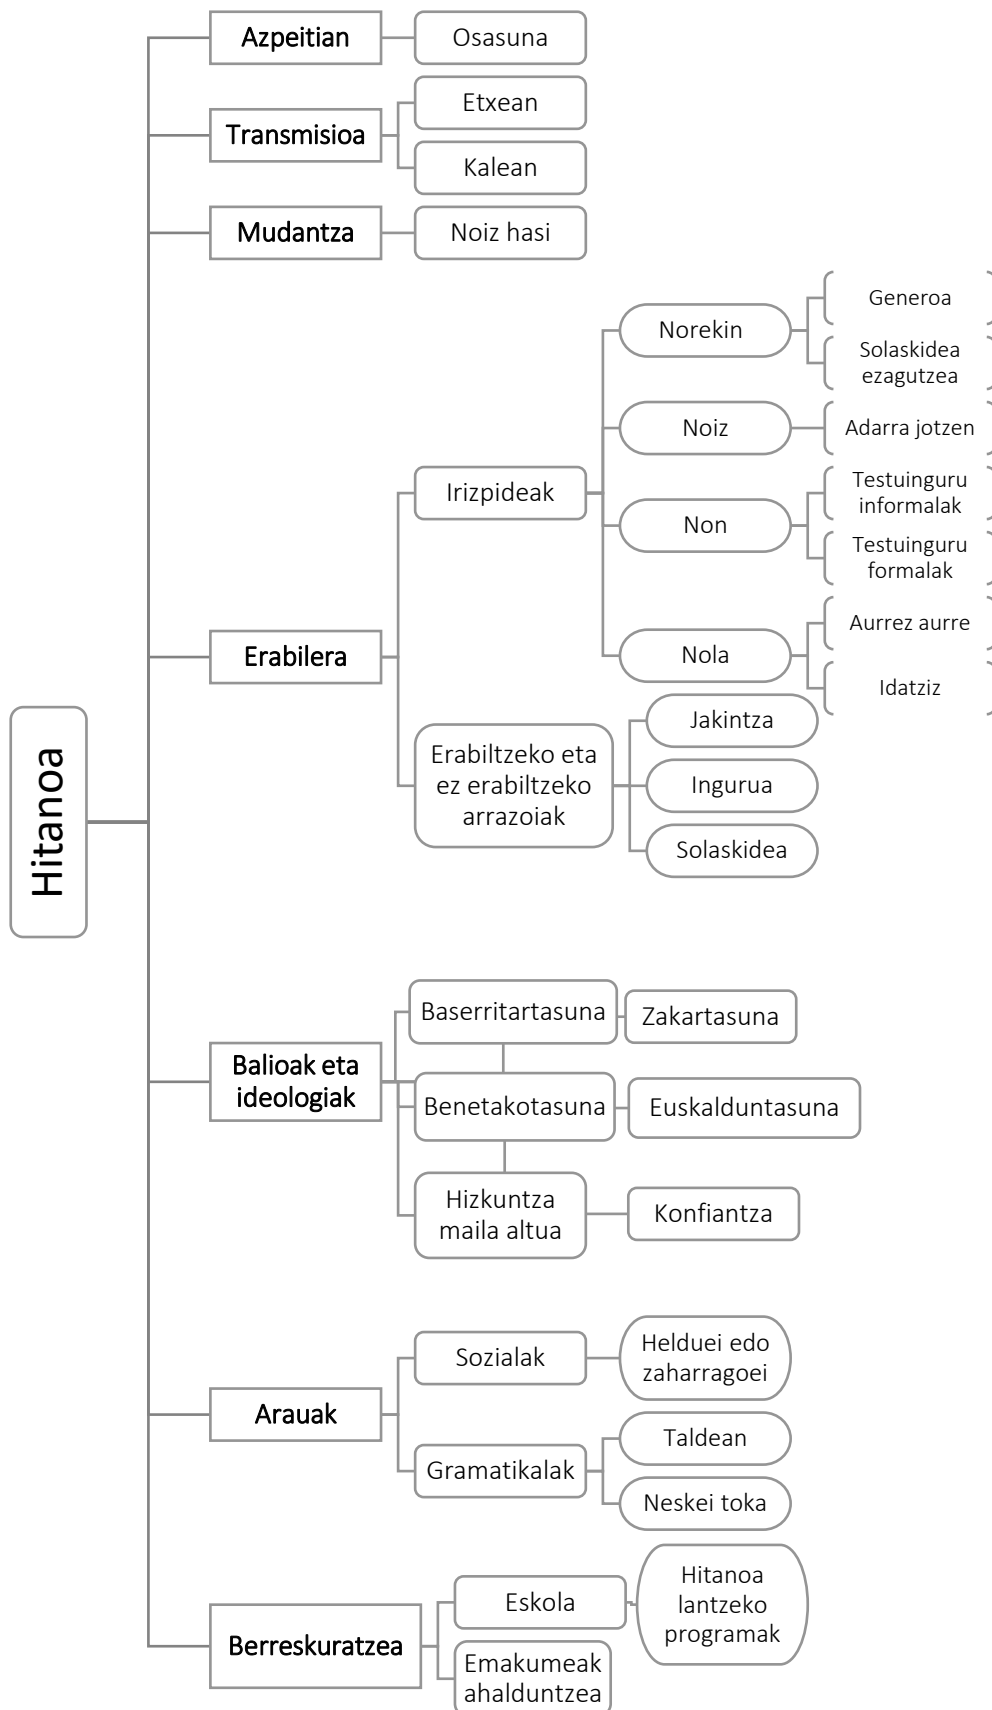 Hitanoa
Azpeitian
Osasuna
Transmisioa
Etxean
Kalean
Mudantza
Noiz hasi
Erabilera
Irizpideak
Norekin
Generoa
Solaskidea
ezagutzea
Noiz
Adarra jotzen
Non
Testuinguru
informalak
Testuinguru
formalak
Nola
Aurrez aurre
Idatziz
Erabiltzeko eta
ez erabiltzeko
arrazoiak
Jakintza
Ingurua
Solaskidea
Balioak eta
ideologiak
Baserritartasuna
Zakartasuna
Benetakotasuna
Euskalduntasuna
Hizkuntza
maila altua
Konfiantza
Arauak
Sozialak
Helduei edo
zaharragoei
Gramatikalak
Taldean
Neskei toka
Berreskuratzea
Eskola
Hitanoa
lantzeko
programak
Emakumeak
ahalduntzea